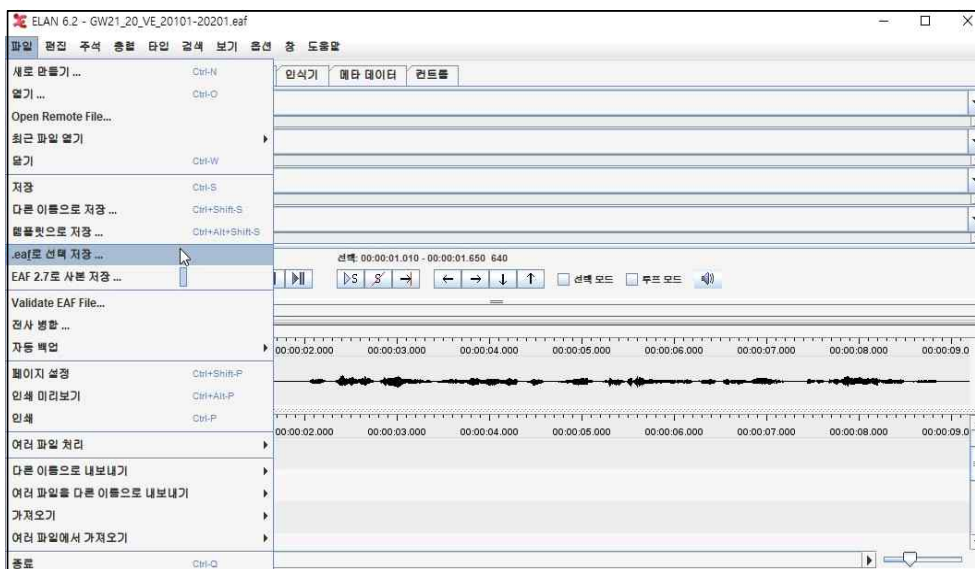 ELAN 6.2 - GW21_20_VE_20101-20201.eaf
파일 편집 주석 층렬 타입 검색 보기 옵션 창 도움말
새로 만들기 ... Ctrl-N
인식기 메타 데이터 컨트롤
열기 ... Ctrl-O
Open Remote File...
최근 파일 열기
닫기 Ctrl-W
저장 Ctrl-S
다른 이름으로 저장 ... Ctrl+Shift-S
템플릿으로 저장 ... Ctrl+Alt+Shift-S
.eaf로 선택 저장 ...
선택: 00:00:01.010 - 00:00:01.650 640
EAF 2.7로 사본 저장 ...
S S 선택 모드 루프 모드
Validate EAF File...
전사 병합 ...
자동 백업
00:00:02.000 00:00:03.000 00:00:04.000 00:00:05.000 00:00:06.000 00:00:07.000 00:00:08.000 00:00:09.0
페이지 설정 Ctrl+Shift-P
인쇄 미리보기 Ctrl+Alt-P
인쇄 Ctrl-P
00:00:02.000 00:00:03.000 00:00:04.000 00:00:05.000 00:00:06.000 00:00:07.000 00:00:08.000 00:00:09.0
여러 파일 처리
다른 이름으로 내보내기
여러 파일을 다른 이름으로 내보내기
가져오기
여러 파일에서 가져오기
종료 Ctrl-Q